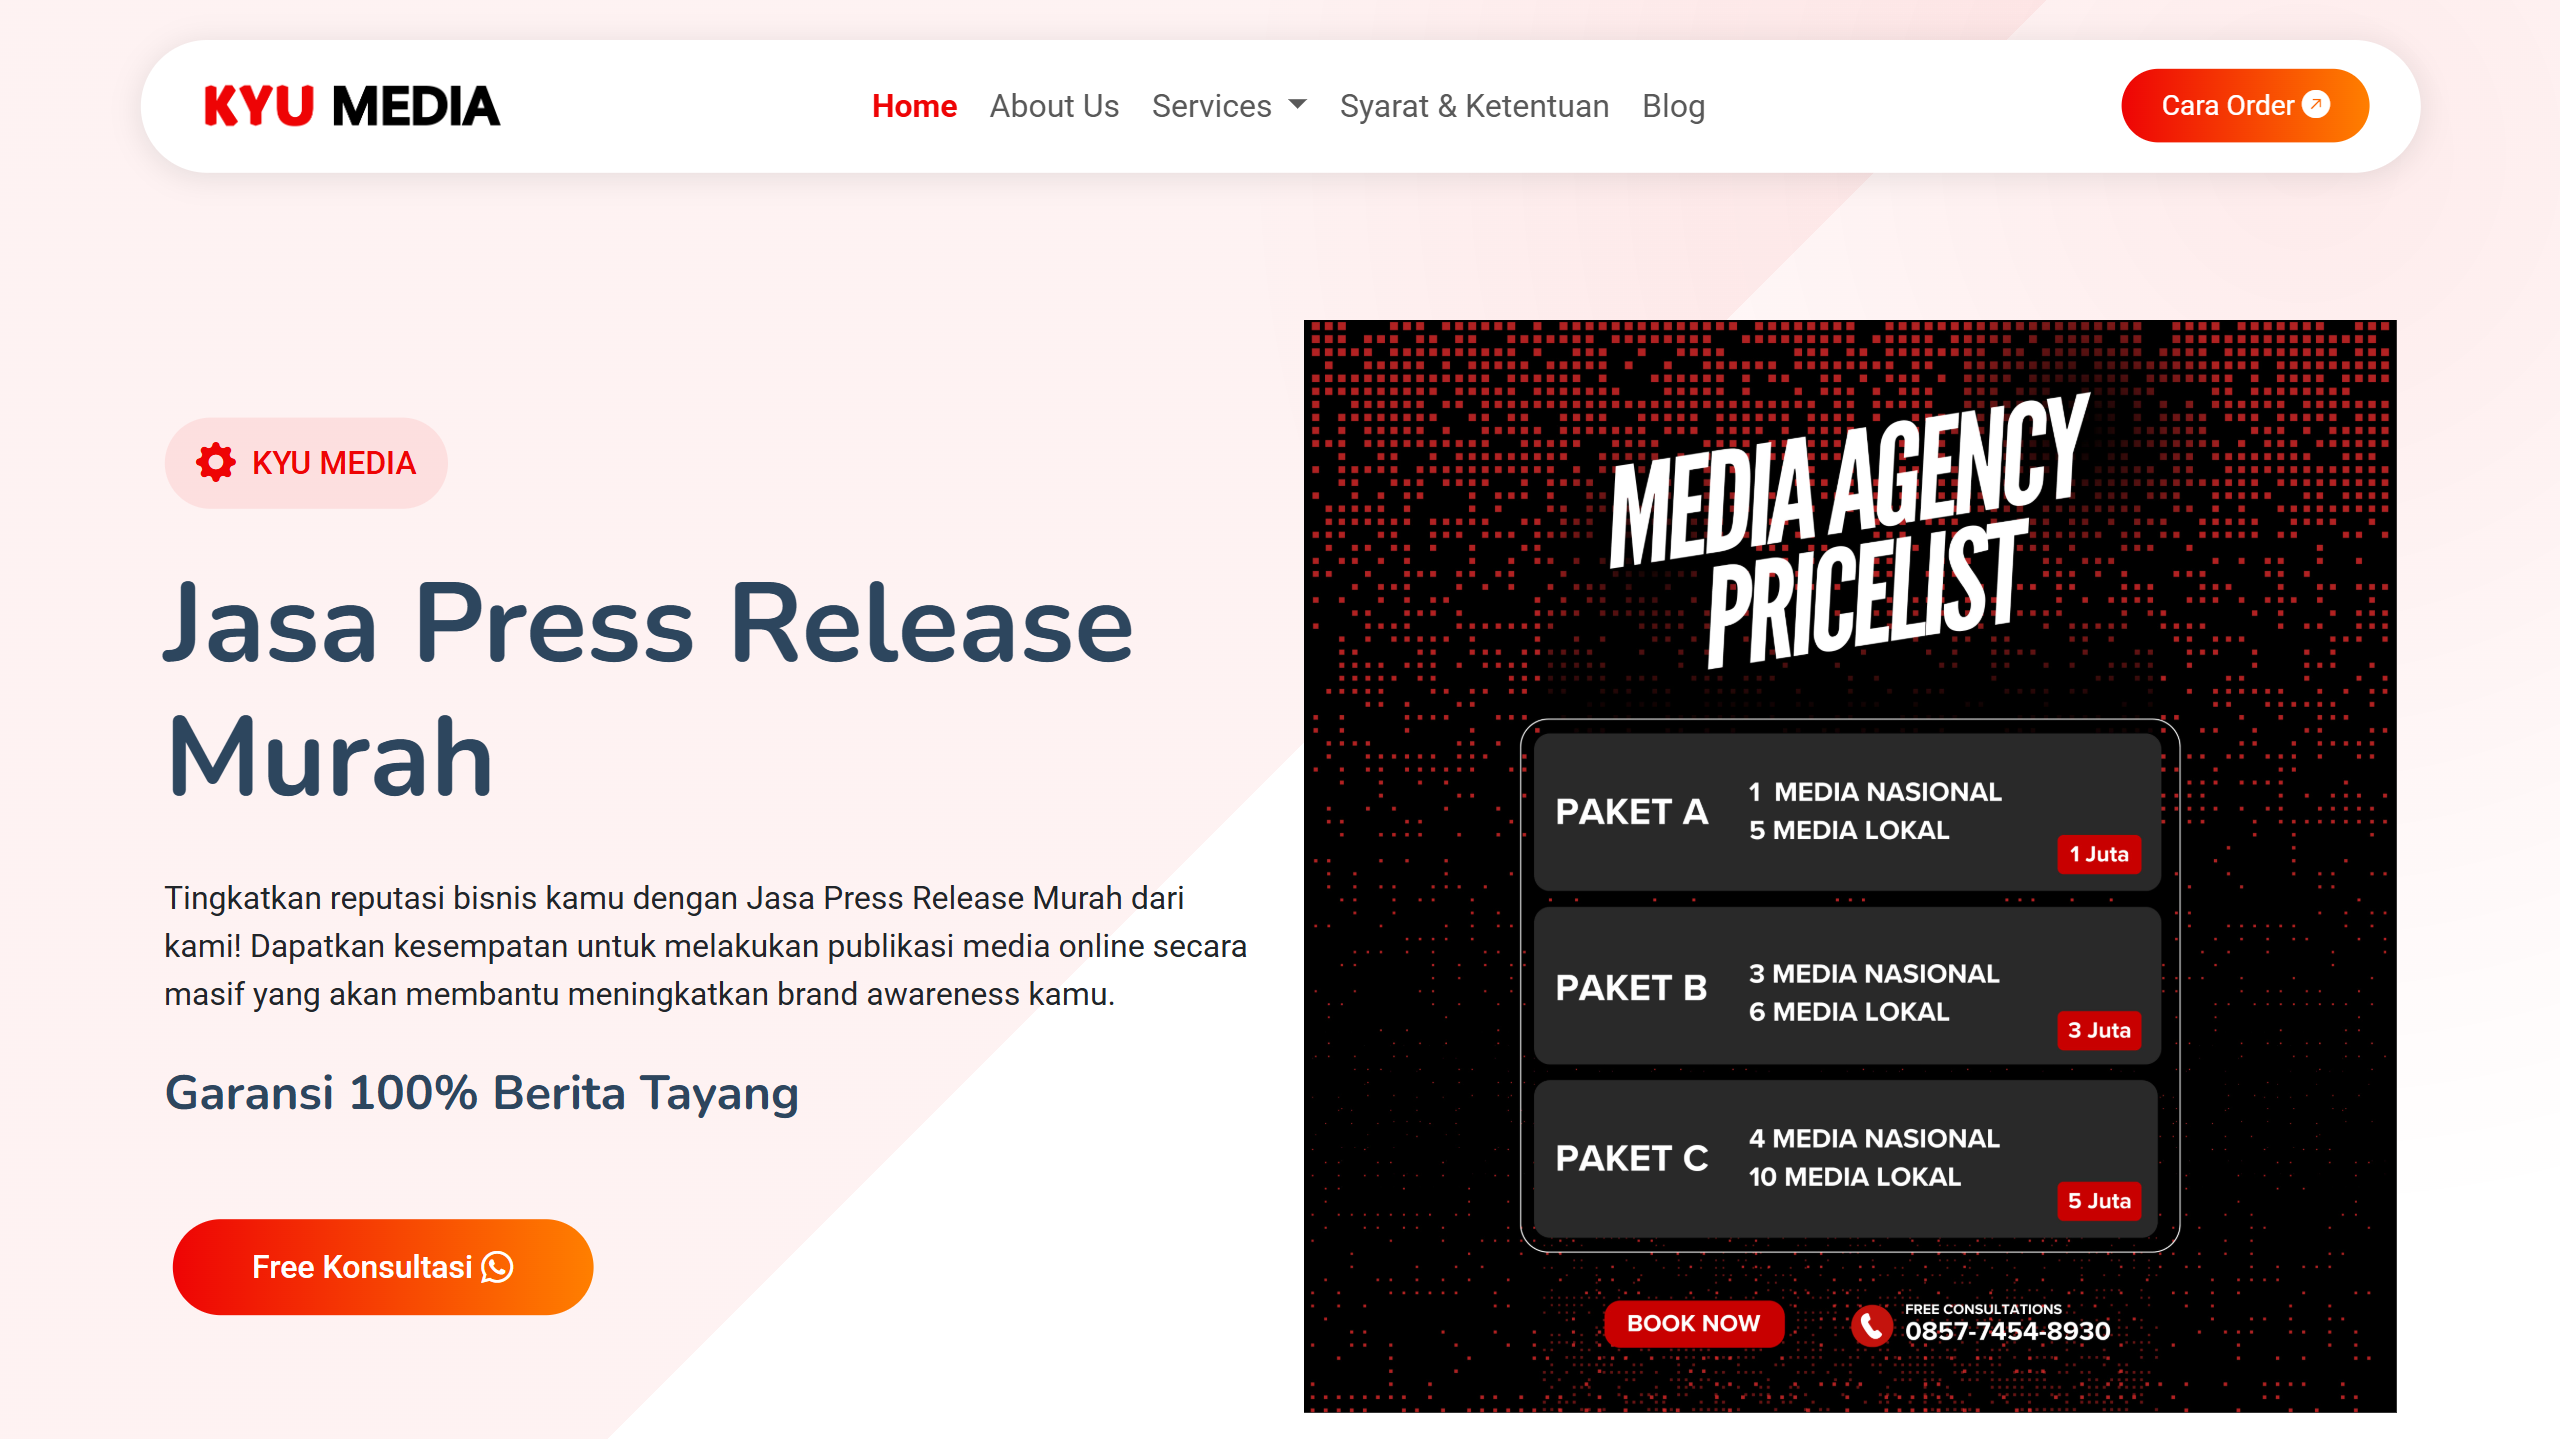 KYU MEDIA
Home
About Us
Services
Syarat & Ketentuan
Blog
Cara Order
KYU MEDIA
Jasa Press Release
Murah
Tingkatkan reputasi bisnis kamu dengan Jasa Press Release Murah dari
kami! Dapatkan kesempatan untuk melakukan publikasi media online secara
masif yang akan membantu meningkatkan brand awareness kamu.
Garansi 100% Berita Tayang
Free Konsultasi
MEDIA AGENCY
PRICELIST
PAKET A
1 MEDIA NASIONAL
5 MEDIA LOKAL
1 Juta
PAKET B
3 MEDIA NASIONAL
6 MEDIA LOKAL
3 Juta
PAKET C
4 MEDIA NASIONAL
10 MEDIA LOKAL
5 Juta
BOOK NOW
FREE CONSULTATIONS
0857-7454-8930